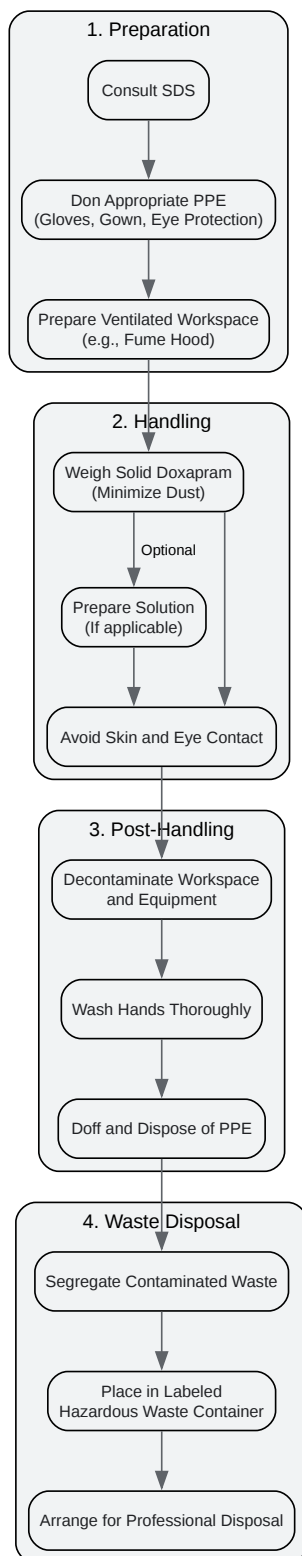 1. Preparation
Consult SDS
Don Appropriate PPE
(Gloves, Gown, Eye Protection)
Prepare Ventilated Workspace
(e.g., Fume Hood)
2. Handling
Weigh Solid Doxapram
(Minimize Dust)
Optional
Prepare Solution
(If applicable)
Avoid Skin and Eye Contact
3. Post-Handling
Decontaminate Workspace
and Equipment
Wash Hands Thoroughly
Doff and Dispose of PPE
4. Waste Disposal
Segregate Contaminated Waste
Place in Labeled
Hazardous Waste Container
Arrange for Professional Disposal